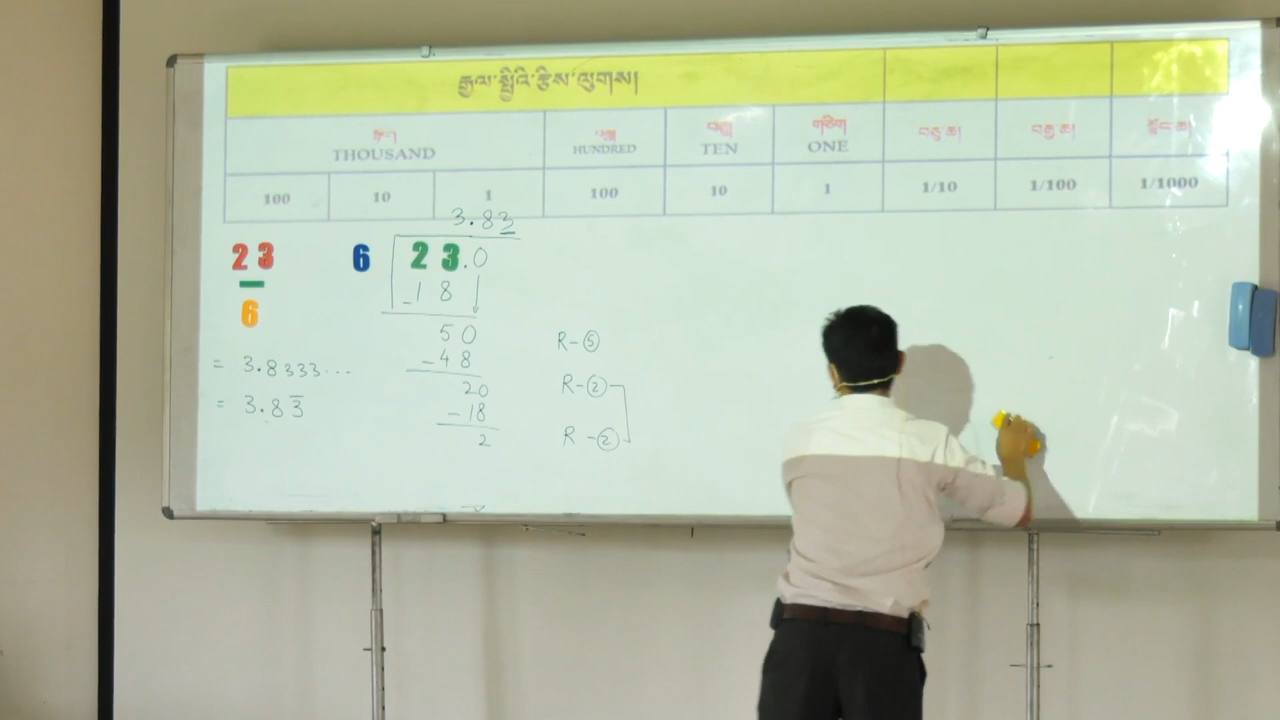 རྒྱལ་སྤྱིའི་རྩིས་ལུགས།
THOUSAND HUNDRED TEN གཅིག ONE བཅུ་ཆ། བརྒྱ་ཆ། སྟོང་ཆ།
100 10 1 100 10 1 1/10 1/100 1/1000
3.83
23 6 23.0
6
-18
50 R-5
= 3.8333... -48
20 R-2
= 3.83̅ -18
2 R-2